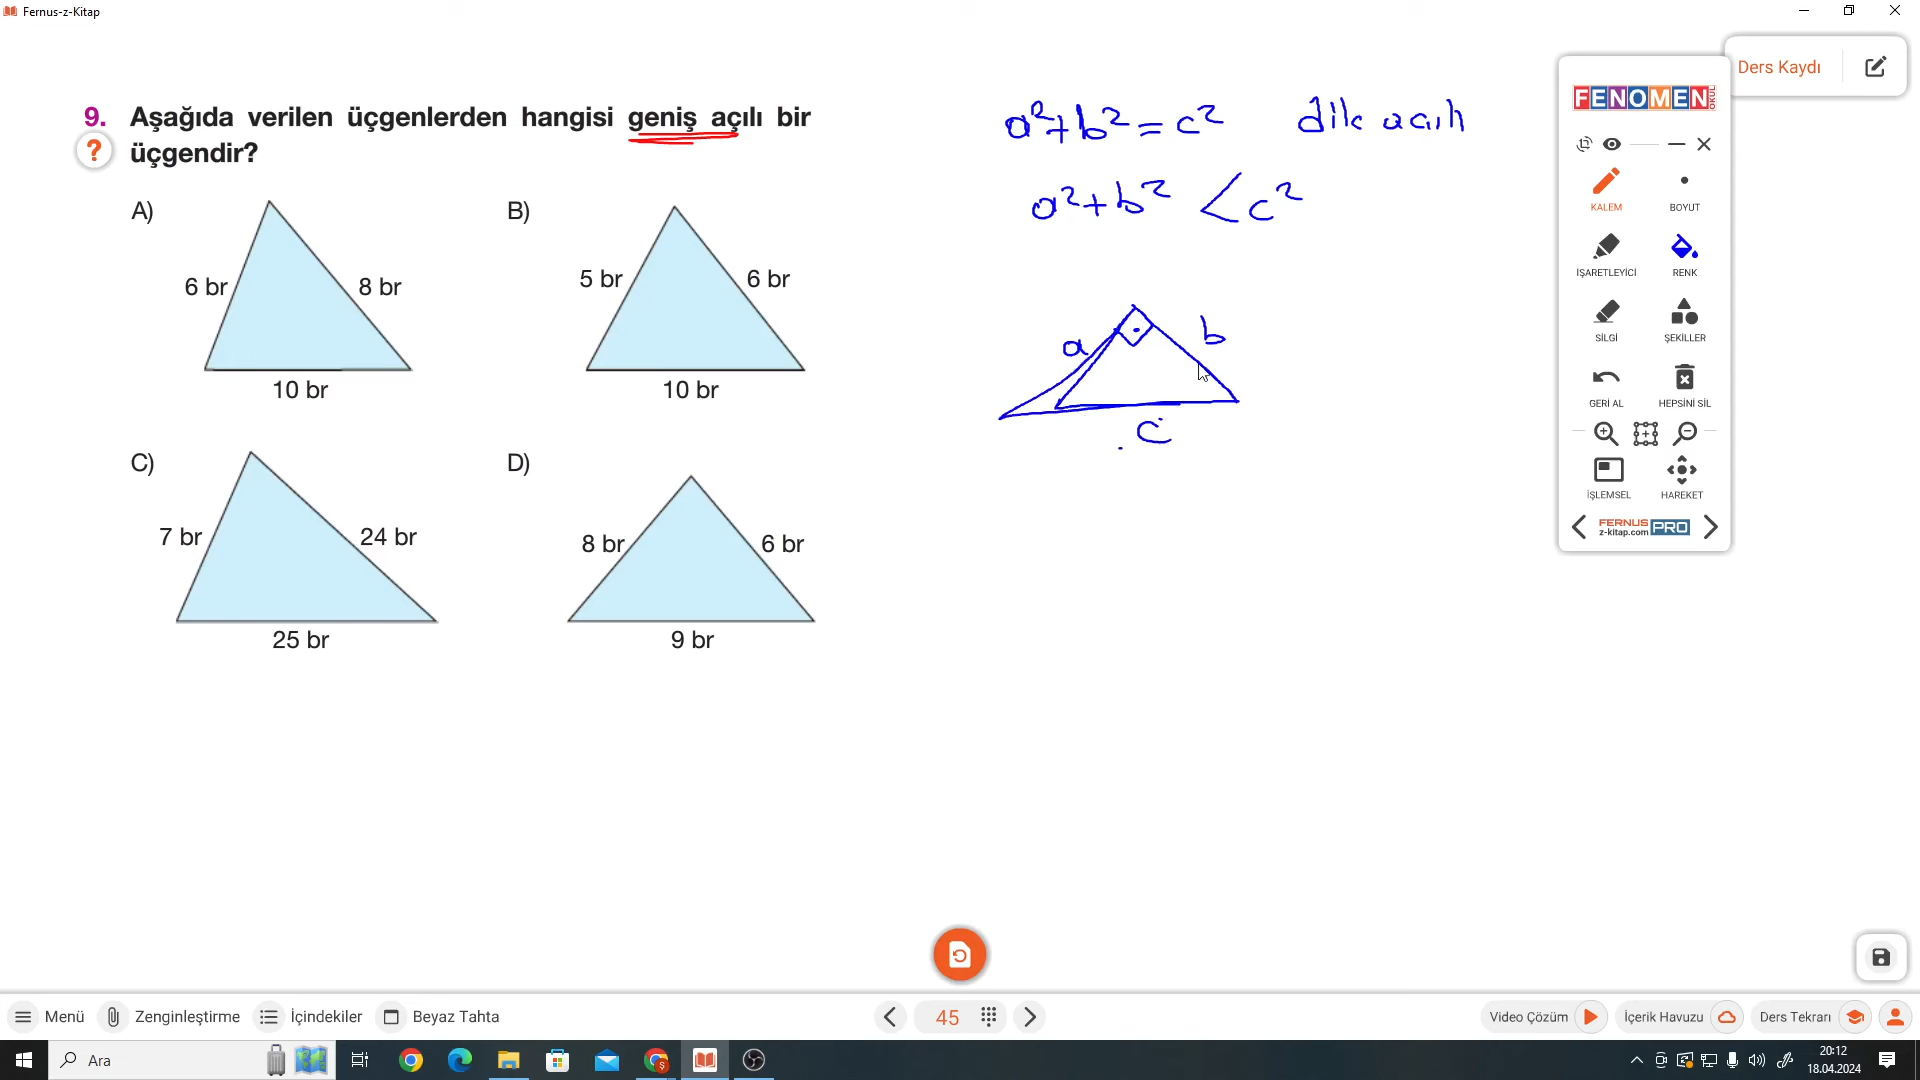 Fernus-z-Kitap
Ders Kaydı
9. Aşağıda verilen üçgenlerden hangisi geniş açılı bir
? üçgendir?
a²+b²=c² dik açılı
a²+b² <c²
A)
6 br
8 br
10 br
B)
5 br
6 br
10 br
a
b
c
C)
7 br
24 br
25 br
D)
8 br
6 br
9 br
FENOMEN OKUL
KALEM
BOYUT
İŞARETLEYİCİ
RENK
SİLGİ
ŞEKİLLER
GERİ AL
HEPSİNİ SİL
İŞLEMSEL
HAREKET
FERNUS
z-kitap.com PRO
Menü
Zenginleştirme
İçindekiler
Beyaz Tahta
45
Video Çözüm
İçerik Havuzu
Ders Tekrarı
Ara
20:12
18.04.2024